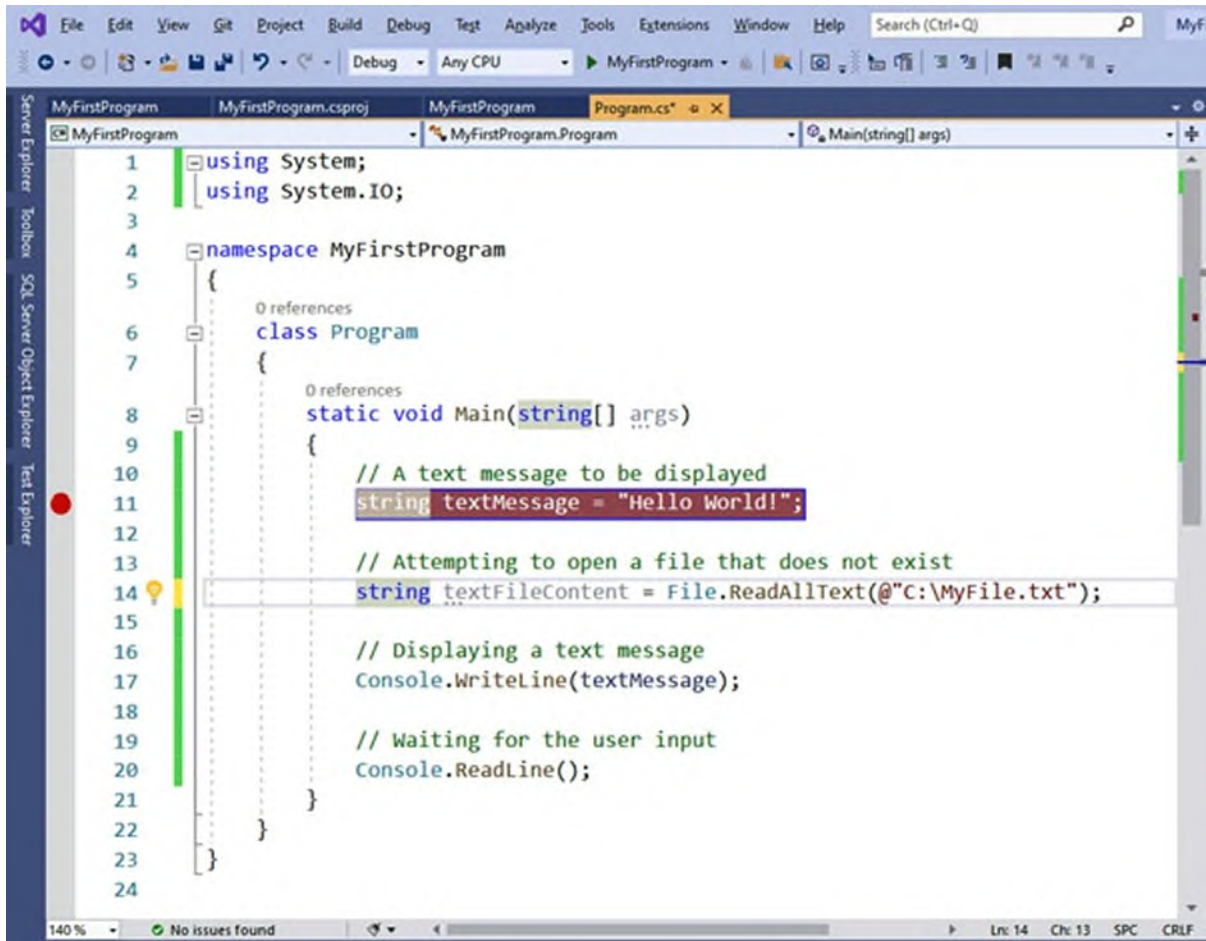 File Edit View Git Project Build Debug Test Analyze Tools Extensions Window Help Search (Ctrl+Q) MyF
Debug Any CPU MyFirstProgram
Server Explorer
Toolbox
SQL Server Object Explorer
Test Explorer
MyFirstProgram MyFirstProgram.csproj MyFirstProgram Program.cs*
MyFirstProgram MyFirstProgram.Program Main(string[] args)
1 using System;
2 using System.IO;
3
4 namespace MyFirstProgram
5 {
0 references
6 class Program
7 {
0 references
8 static void Main(string[] args)
9 {
10 // A text message to be displayed
11 string textMessage = "Hello World!";
12
13 // Attempting to open a file that does not exist
14 string textFileContent = File.ReadAllText(@"C:\MyFile.txt");
15
16 // Displaying a text message
17 Console.WriteLine(textMessage);
18
19 // Waiting for the user input
20 Console.ReadLine();
21 }
22 }
23 }
24
140 % No issues found Ln: 14 Ch: 13 SPC CRLF